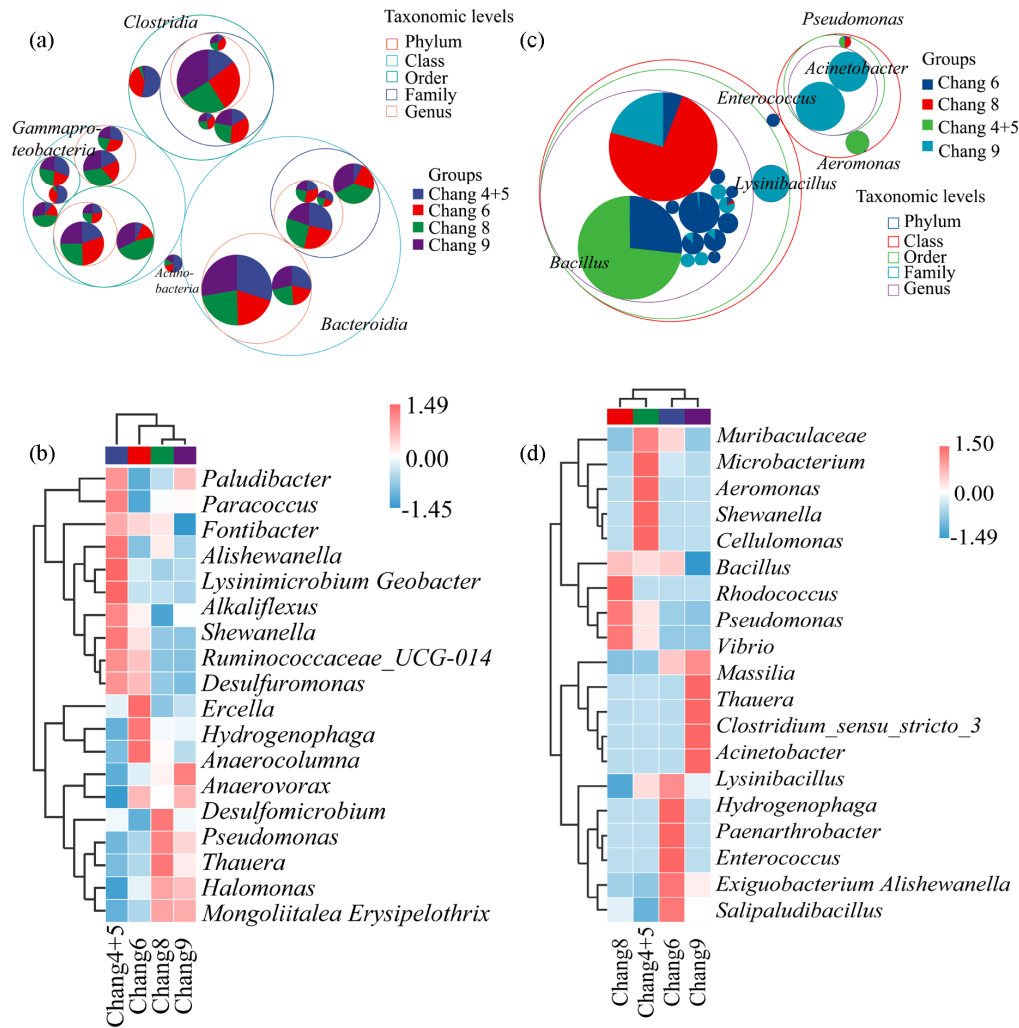 (a)
Clostridia
Gammapro-
teobacteria
Actino-
bacteria
Bacteroidia
Taxonomic levels
Phylum
Class
Order
Family
Genus
Groups
Chang 4+5
Chang 6
Chang 8
Chang 9
(c)
Pseudomonas
Acinetobacter
Enterococcus
Aeromonas
Lysinibacillus
Bacillus
Groups
Chang 6
Chang 8
Chang 4+5
Chang 9
Taxonomic levels
Phylum
Class
Order
Family
Genus
(b)
1.49
0.00
-1.45
Paludibacter
Paracoccus
Fontibacter
Alishewanella
Lysinimicrobium Geobacter
Alkaliflexus
Shewanella
Ruminococcaceae_UCG-014
Desulfuromonas
Ercella
Hydrogenophaga
Anaerocolumna
Anaerovorax
Desulfomicrobium
Pseudomonas
Thauera
Halomonas
Mongoliitalea Erysipelothrix
Chang4+5
Chang6
Chang8
Chang9
(d)
1.50
0.00
-1.49
Muribaculaceae
Microbacterium
Aeromonas
Shewanella
Cellulomonas
Bacillus
Rhodococcus
Pseudomonas
Vibrio
Massilia
Thauera
Clostridium_sensu_stricto_3
Acinetobacter
Lysinibacillus
Hydrogenophaga
Paenarthrobacter
Enterococcus
Exiguobacterium Alishewanella
Salipaludibacillus
Chang8
Chang4+5
Chang6
Chang9